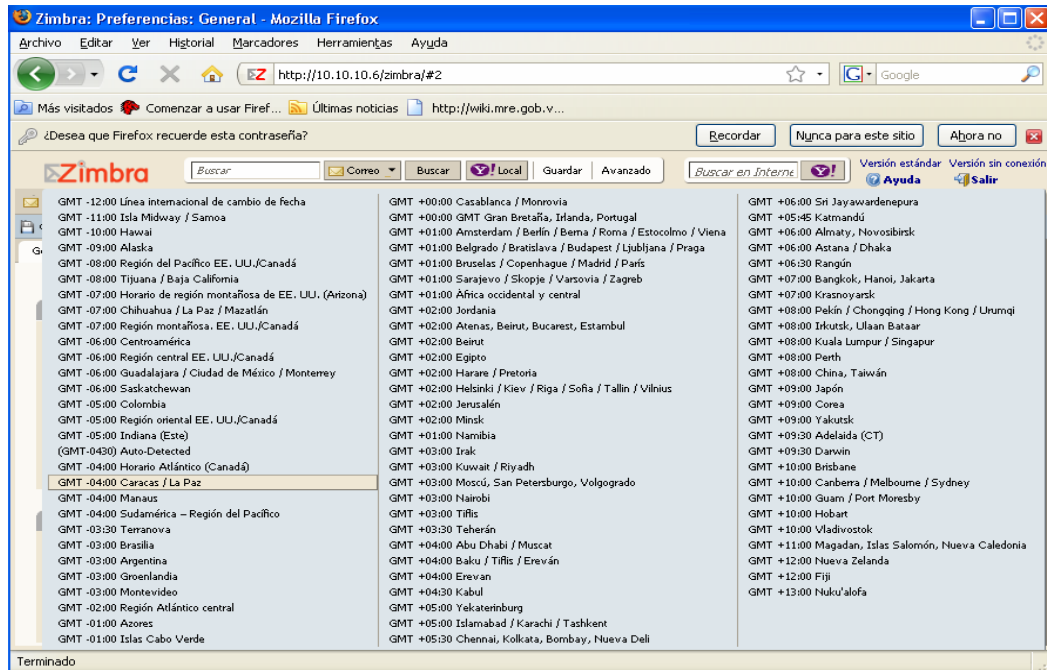 Zimbra: Preferencias: General - Mozilla Firefox
Archivo Editar Ver Historial Marcadores Herramientas Ayuda
http://10.10.10.6/zimbra/#2
Google
Más visitados Comenzar a usar Firef... Últimas noticias http://wiki.mre.gob.v...
¿Desea que Firefox recuerde esta contraseña? Recordar Nunca para este sitio Ahora no
Zimbra Buscar Correo Buscar Y! Local Guardar Avanzado Buscar en Interne Y! Versión estándar Versión sin conexión
Ayuda Salir
GMT -12:00 Línea internacional de cambio de fecha
GMT -11:00 Isla Midway / Samoa
GMT -10:00 Hawai
GMT -09:00 Alaska
GMT -08:00 Región del Pacífico EE. UU./Canadá
GMT -08:00 Tijuana / Baja California
GMT -07:00 Horario de región montañosa de EE. UU. (Arizona)
GMT -07:00 Chihuahua / La Paz / Mazatlán
GMT -07:00 Región montañosa. EE. UU./Canadá
GMT -06:00 Centroamérica
GMT -06:00 Región central EE. UU./Canadá
GMT -06:00 Guadalajara / Ciudad de México / Monterrey
GMT -06:00 Saskatchewan
GMT -05:00 Colombia
GMT -05:00 Región oriental EE. UU./Canadá
GMT -05:00 Indiana (Este)
(GMT-0430) Auto-Detected
GMT -04:00 Horario Atlántico (Canadá)
GMT -04:00 Caracas / La Paz
GMT -04:00 Manaus
GMT -04:00 Sudamérica – Región del Pacífico
GMT -03:30 Terranova
GMT -03:00 Brasilia
GMT -03:00 Argentina
GMT -03:00 Groenlandia
GMT -03:00 Montevideo
GMT -02:00 Región Atlántico central
GMT -01:00 Azores
GMT -01:00 Islas Cabo Verde
GMT +00:00 Casablanca / Monrovia
GMT +00:00 GMT Gran Bretaña, Irlanda, Portugal
GMT +01:00 Amsterdam / Berlín / Berna / Roma / Estocolmo / Viena
GMT +01:00 Belgrado / Bratislava / Budapest / Ljubljana / Praga
GMT +01:00 Bruselas / Copenhague / Madrid / París
GMT +01:00 Sarajevo / Skopje / Varsovia / Zagreb
GMT +01:00 África occidental y central
GMT +02:00 Jordania
GMT +02:00 Atenas, Beirut, Bucarest, Estambul
GMT +02:00 Beirut
GMT +02:00 Egipto
GMT +02:00 Harare / Pretoria
GMT +02:00 Helsinki / Kiev / Riga / Sofia / Tallin / Vilnius
GMT +02:00 Jerusalén
GMT +02:00 Minsk
GMT +01:00 Namibia
GMT +03:00 Irak
GMT +03:00 Kuwait / Riyadh
GMT +03:00 Moscú, San Petersburgo, Volgogrado
GMT +03:00 Nairobi
GMT +03:00 Tiflis
GMT +03:30 Teherán
GMT +04:00 Abu Dhabi / Muscat
GMT +04:00 Baku / Tiflis / Ereván
GMT +04:00 Erevan
GMT +04:30 Kabul
GMT +05:00 Yekaterinburg
GMT +05:00 Islamabad / Karachi / Tashkent
GMT +05:30 Chennai, Kolkata, Bombay, Nueva Deli
GMT +06:00 Sri Jayawardenepura
GMT +05:45 Katmandú
GMT +06:00 Almaty, Novosibirsk
GMT +06:00 Astana / Dhaka
GMT +06:30 Rangún
GMT +07:00 Bangkok, Hanoi, Jakarta
GMT +07:00 Krasnoyarsk
GMT +08:00 Pekín / Chongqing / Hong Kong / Urumqi
GMT +08:00 Irkutsk, Ulaan Bataar
GMT +08:00 Kuala Lumpur / Singapur
GMT +08:00 Perth
GMT +08:00 China, Taiwán
GMT +09:00 Japón
GMT +09:00 Corea
GMT +09:00 Yakutsk
GMT +09:30 Adelaida (CT)
GMT +09:30 Darwin
GMT +10:00 Brisbane
GMT +10:00 Canberra / Melbourne / Sydney
GMT +10:00 Guam / Port Moresby
GMT +10:00 Hobart
GMT +10:00 Vladivostok
GMT +11:00 Magadan, Islas Salomón, Nueva Caledonia
GMT +12:00 Nueva Zelanda
GMT +12:00 Fiji
GMT +13:00 Nuku'alofa
Terminado